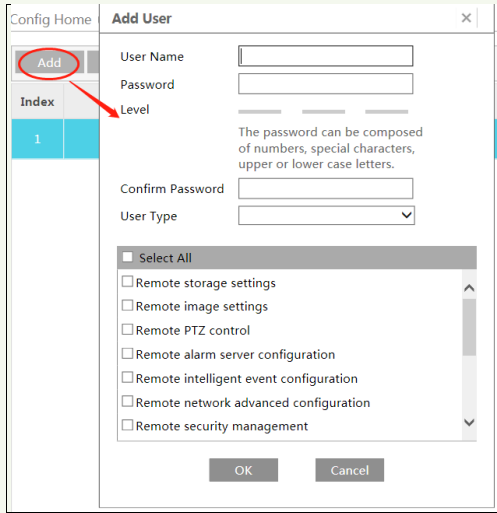 Config Home
Add User
×
Add
User Name
Password
Index
Level
1
The password can be composed
of numbers, special characters,
upper or lower case letters.
Confirm Password
User Type
Select All
Remote storage settings
Remote image settings
Remote PTZ control
Remote alarm server configuration
Remote intelligent event configuration
Remote network advanced configuration
Remote security management
OK
Cancel